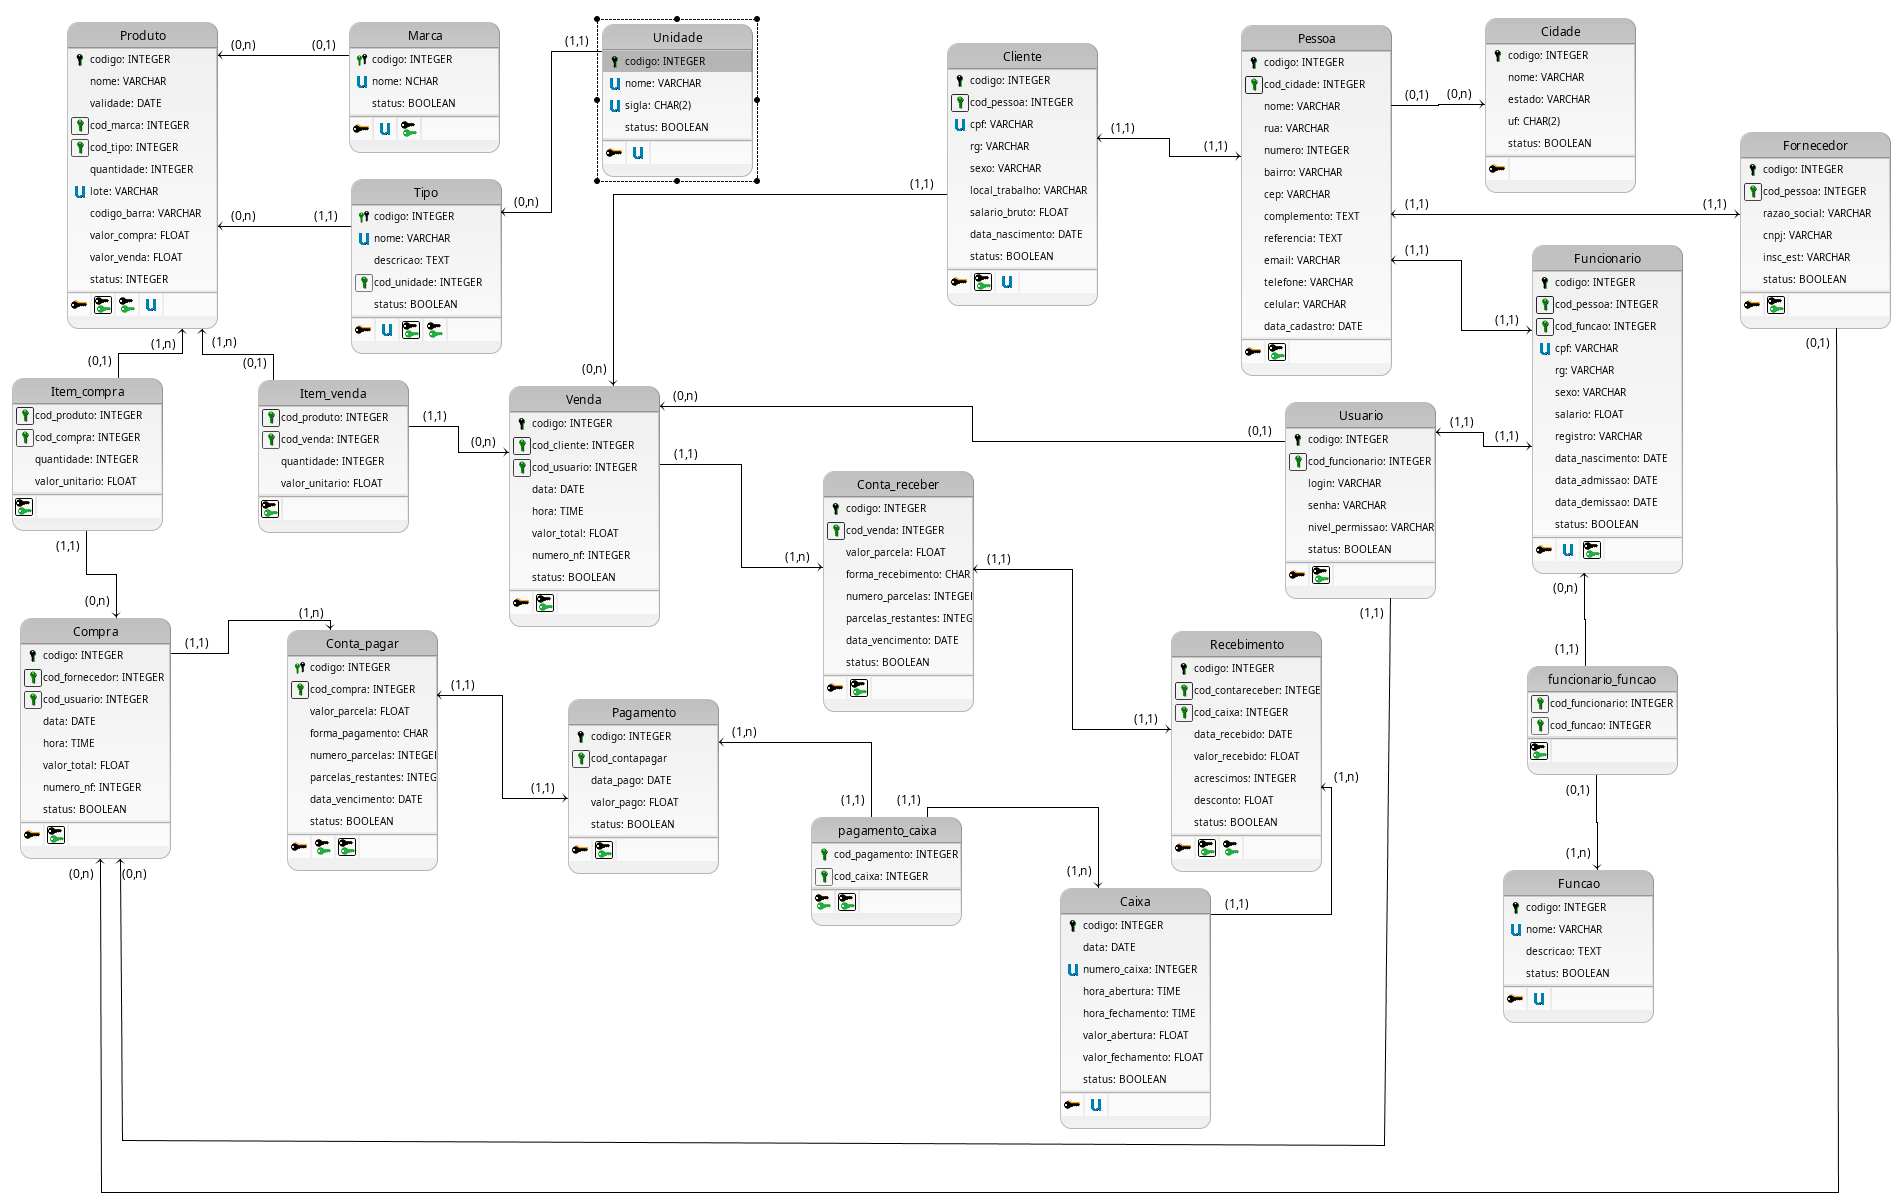 Produto
codigo: INTEGER
nome: VARCHAR
validade: DATE
cod_marca: INTEGER
cod_tipo: INTEGER
quantidade: INTEGER
lote: VARCHAR
codigo_barra: VARCHAR
valor_compra: FLOAT
valor_venda: FLOAT
status: INTEGER
(0,n)
(0,1)
Marca
codigo: INTEGER
nome: NCHAR
status: BOOLEAN
(0,n)
(1,1)
Tipo
codigo: INTEGER
nome: VARCHAR
descricao: TEXT
cod_unidade: INTEGER
status: BOOLEAN
(1,1)
(0,n)
Unidade
codigo: INTEGER
nome: VARCHAR
sigla: CHAR(2)
status: BOOLEAN
Cliente
codigo: INTEGER
cod_pessoa: INTEGER
cpf: VARCHAR
rg: VARCHAR
sexo: VARCHAR
local_trabalho: VARCHAR
salario_bruto: FLOAT
data_nascimento: DATE
status: BOOLEAN
(1,1)
(1,1)
(1,1)
(0,n)
Pessoa
codigo: INTEGER
cod_cidade: INTEGER
nome: VARCHAR
rua: VARCHAR
numero: INTEGER
bairro: VARCHAR
cep: VARCHAR
complemento: TEXT
referencia: TEXT
email: VARCHAR
telefone: VARCHAR
celular: VARCHAR
data_cadastro: DATE
(0,1)
(0,n)
Cidade
codigo: INTEGER
nome: VARCHAR
estado: VARCHAR
uf: CHAR(2)
status: BOOLEAN
(1,1)
(1,1)
Fornecedor
codigo: INTEGER
cod_pessoa: INTEGER
razao_social: VARCHAR
cnpj: VARCHAR
insc_est: VARCHAR
status: BOOLEAN
(0,1)
(1,1)
(1,1)
Funcionario
codigo: INTEGER
cod_pessoa: INTEGER
cod_funcao: INTEGER
cpf: VARCHAR
rg: VARCHAR
sexo: VARCHAR
salario: FLOAT
registro: VARCHAR
data_nascimento: DATE
data_admissao: DATE
data_demissao: DATE
status: BOOLEAN
(1,n)
(0,1)
(1,n)
(0,1)
Item_compra
cod_produto: INTEGER
cod_compra: INTEGER
quantidade: INTEGER
valor_unitario: FLOAT
(1,1)
(0,n)
Item_venda
cod_produto: INTEGER
cod_venda: INTEGER
quantidade: INTEGER
valor_unitario: FLOAT
(1,1)
(0,n)
Venda
codigo: INTEGER
cod_cliente: INTEGER
cod_usuario: INTEGER
data: DATE
hora: TIME
valor_total: FLOAT
numero_nf: INTEGER
status: BOOLEAN
(0,n)
(0,1)
(1,1)
(1,n)
Conta_receber
codigo: INTEGER
cod_venda: INTEGER
valor_parcela: FLOAT
forma_recebimento: CHAR
numero_parcelas: INTEGE
parcelas_restantes: INTEG
data_vencimento: DATE
status: BOOLEAN
(1,1)
(1,1)
Usuario
codigo: INTEGER
cod_funcionario: INTEGER
login: VARCHAR
senha: VARCHAR
nivel_permissao: VARCHAR
status: BOOLEAN
(1,1)
(1,1)
(1,1)
Compra
codigo: INTEGER
cod_fornecedor: INTEGER
cod_usuario: INTEGER
data: DATE
hora: TIME
valor_total: FLOAT
numero_nf: INTEGER
status: BOOLEAN
(1,1)
(1,n)
(0,n)
(0,n)
Conta_pagar
codigo: INTEGER
cod_compra: INTEGER
valor_parcela: FLOAT
forma_pagamento: CHAR
numero_parcelas: INTEGE
parcelas_restantes: INTEG
data_vencimento: DATE
status: BOOLEAN
(1,1)
(1,1)
Pagamento
codigo: INTEGER
cod_contapagar
data_pago: DATE
valor_pago: FLOAT
status: BOOLEAN
(1,n)
(1,1)
(1,1)
(1,n)
pagamento_caixa
cod_pagamento: INTEGER
cod_caixa: INTEGER
Recebimento
codigo: INTEGER
cod_contareceber: INTEGE
cod_caixa: INTEGER
data_recebido: DATE
valor_recebido: FLOAT
acrescimos: INTEGER
desconto: FLOAT
status: BOOLEAN
(1,n)
(1,1)
Caixa
codigo: INTEGER
data: DATE
numero_caixa: INTEGER
hora_abertura: TIME
hora_fechamento: TIME
valor_abertura: FLOAT
valor_fechamento: FLOAT
status: BOOLEAN
(0,n)
(1,1)
funcionario_funcao
cod_funcionario: INTEGER
cod_funcao: INTEGER
(0,1)
(1,n)
Funcao
codigo: INTEGER
nome: VARCHAR
descricao: TEXT
status: BOOLEAN